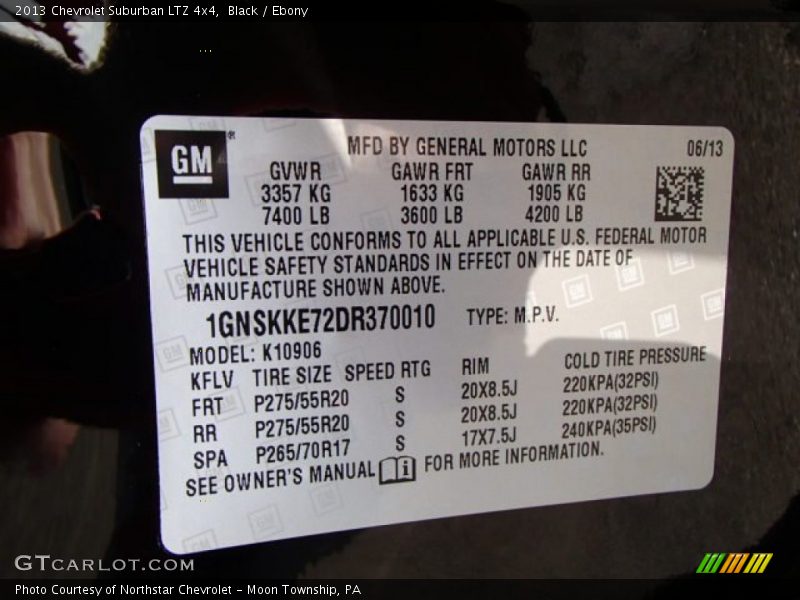 2013 Chevrolet Suburban LTZ 4x4,  Black / Ebony
GM ®
MFD BY GENERAL MOTORS LLC 06/13
GVWR GAWR FRT GAWR RR
3357 KG 1633 KG 1905 KG
7400 LB 3600 LB 4200 LB
THIS VEHICLE CONFORMS TO ALL APPLICABLE U.S. FEDERAL MOTOR
VEHICLE SAFETY STANDARDS IN EFFECT ON THE DATE OF
MANUFACTURE SHOWN ABOVE.
1GNSKKE72DR370010 TYPE: M.P.V.
MODEL: K10906
KFLV TIRE SIZE SPEED RTG RIM COLD TIRE PRESSURE
FRT P275/55R20 S 20X8.5J 220KPA(32PSI)
RR P275/55R20 S 20X8.5J 220KPA(32PSI)
SPA P265/70R17 S 17X7.5J 240KPA(35PSI)
SEE OWNER'S MANUAL FOR MORE INFORMATION.
GTCARLOT.COM
Photo Courtesy of Northstar Chevrolet - Moon Township, PA